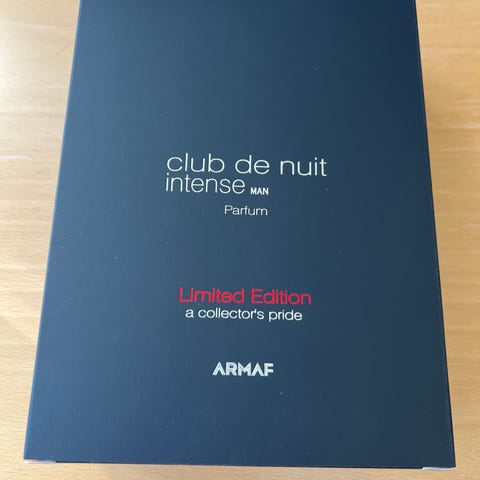 club de nuit
intense MAN
Parfum
Limited Edition
a collector's pride
ARMAF